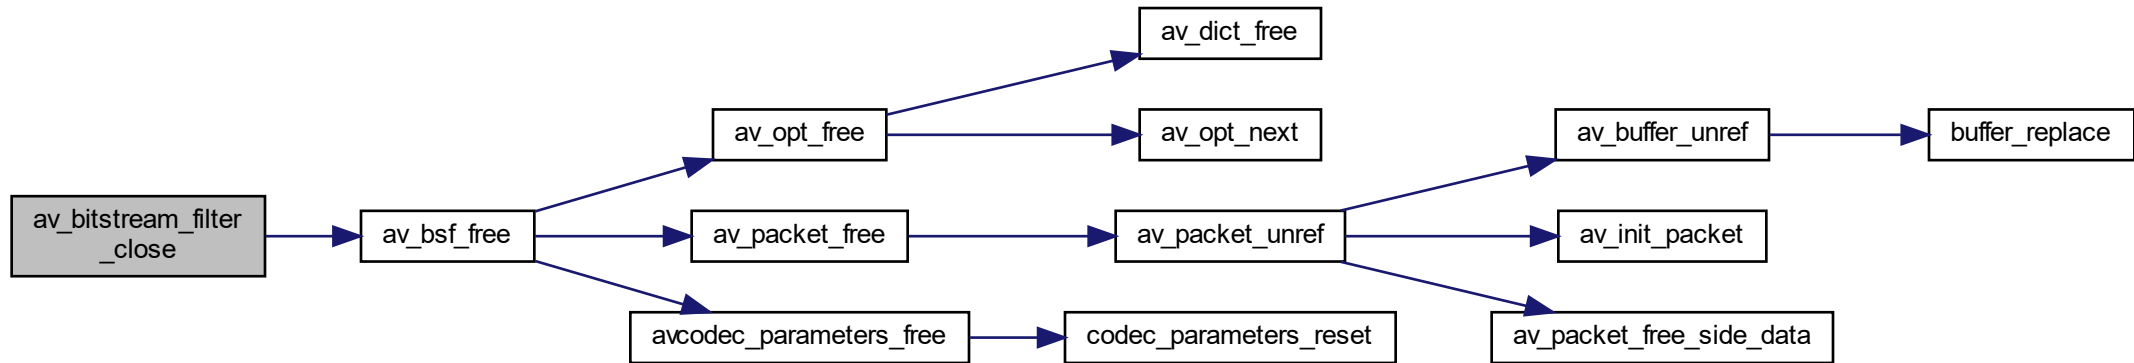 av_bitstream_filter
_close
av_bsf_free
av_opt_free
av_dict_free
av_opt_next
av_packet_free
av_packet_unref
av_buffer_unref
buffer_replace
av_init_packet
av_packet_free_side_data
avcodec_parameters_free
codec_parameters_reset